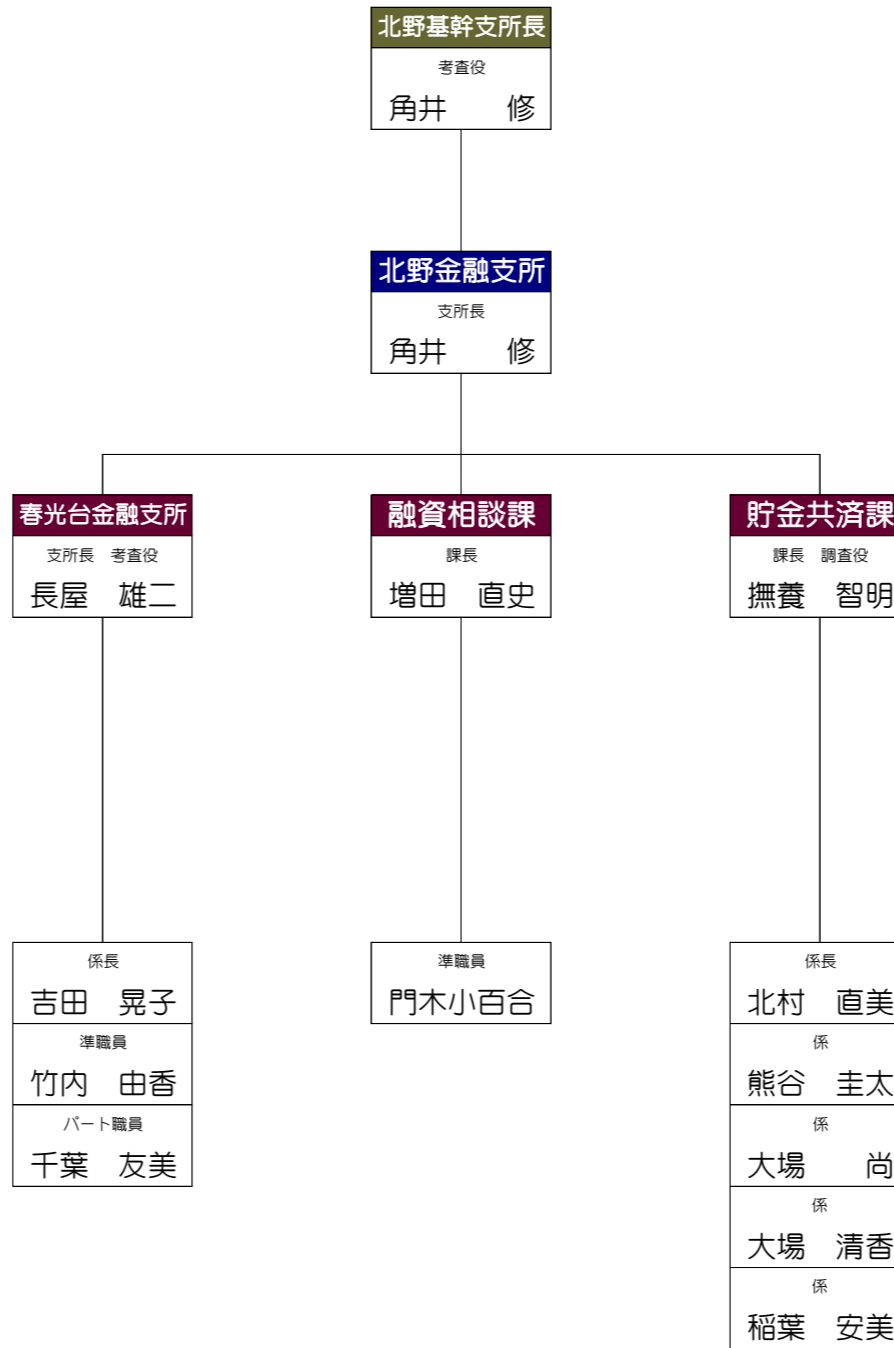 北野基幹支所長
考査役
角井　　修
北野金融支所
支所長
角井　　修
春光台金融支所
支所長　考査役
長屋　雄二
係長
吉田　晃子
準職員
竹内　由香
パート職員
千葉　友美
融資相談課
課長
増田　直史
準職員
門木小百合
貯金共済課
課長　調査役
撫養　智明
係長
北村　直美
係
熊谷　圭太
係
大場　　尚
係
大場　清香
係
稲葉　安美